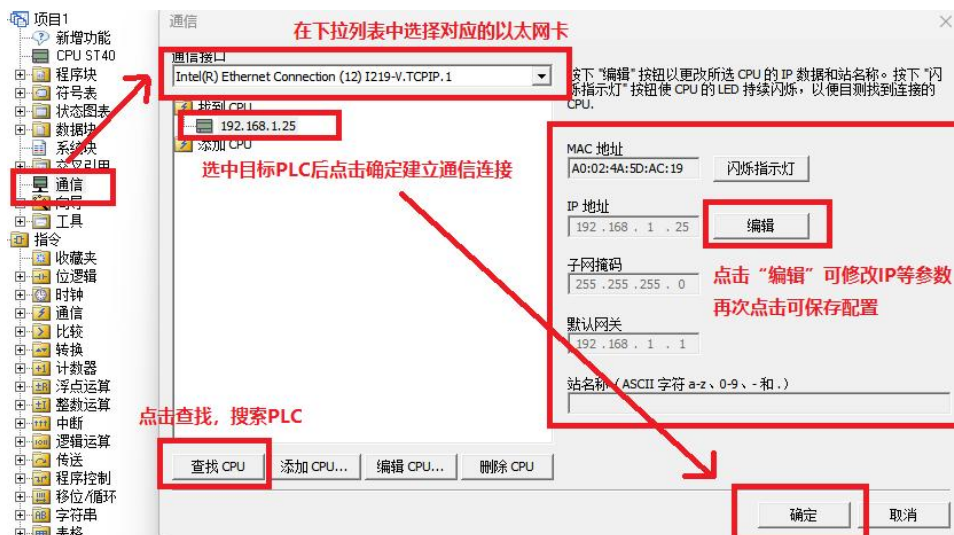 项目1
新增功能
CPU ST40
程序块
符号表
状态图表
数据块
系统块
交叉引用
通信
向导
工具
指令
收藏夹
位逻辑
时钟
通信
比较
转换
计数器
浮点运算
整数运算
中断
逻辑运算
传送
程序控制
移位/循环
字符串
表格
通信
在下拉列表中选择对应的以太网卡
通信接口
Intel(R) Ethernet Connection (12) I219-V.TCPIP.1
找到 CPU
192.168.1.25
添加 CPU
选中目标PLC后点击确定建立通信连接
点击查找，搜索PLC
查找 CPU
添加 CPU...
编辑 CPU...
删除 CPU
按下 "编辑" 按钮以更改所选 CPU 的 IP 数据和站名称。按下 "闪
烁指示灯" 按钮使 CPU 的 LED 持续闪烁，以便目测找到连接的
CPU.
MAC 地址
A0:02:4A:5D:AC:19
闪烁指示灯
IP 地址
192 . 168 . 1 . 25
编辑
子网掩码
255 . 255 . 255 . 0
点击“编辑”可修改IP等参数
再次点击可保存配置
默认网关
192 . 168 . 1 . 1
站名称（ASCII 字符 a-z、0-9、- 和 .）
确定
取消